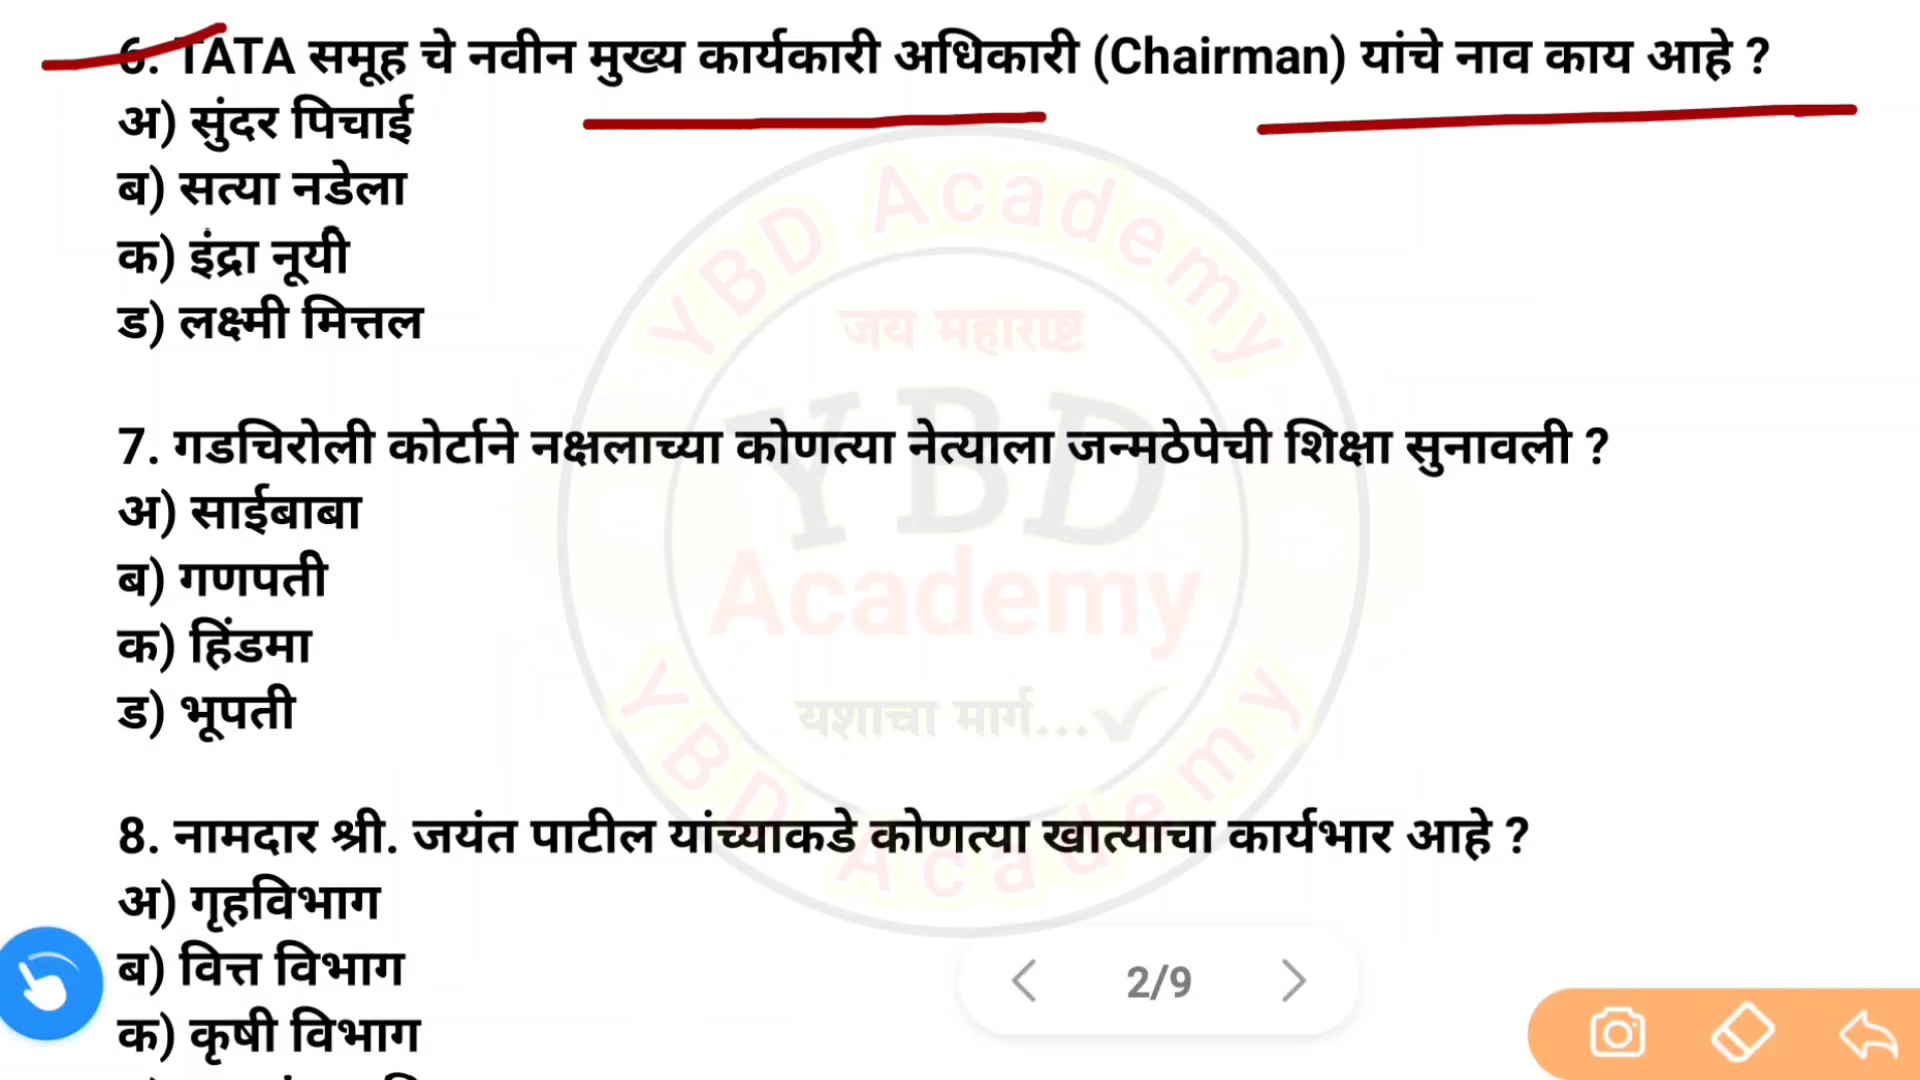 6. TATA समूह चे नवीन मुख्य कार्यकारी अधिकारी (Chairman) यांचे नाव काय आहे ?
अ) सुंदर पिचाई
ब) सत्या नडेला
क) इंद्रा नूयी
ड) लक्ष्मी मित्तल
7. गडचिरोली कोर्टाने नक्षलाच्या कोणत्या नेत्याला जन्मठेपेची शिक्षा सुनावली ?
अ) साईबाबा
ब) गणपती
क) हिंडमा
ड) भूपती
8. नामदार श्री. जयंत पाटील यांच्याकडे कोणत्या खात्याचा कार्यभार आहे ?
अ) गृहविभाग
ब) वित्त विभाग
क) कृषी विभाग
YBD Academy
जय महाराष्ट्र
YBD
Academy
यशाचा मार्ग...
YBD Academy
2/9